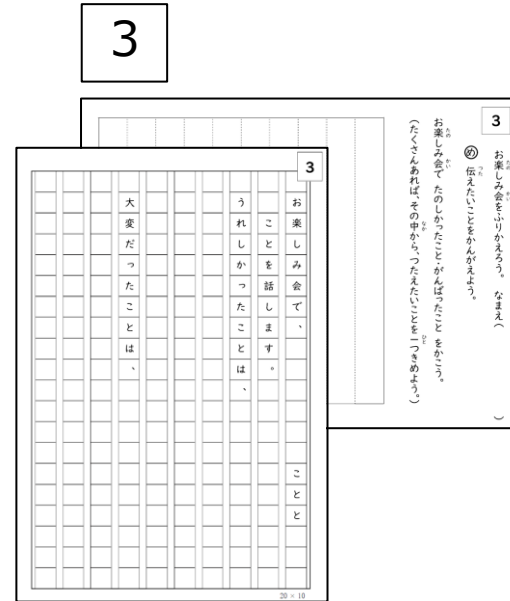 3
3
お楽しみ会をふりかえろう。 なまえ( )
め 伝えたいことをかんがえよう。
お楽しみ会で たのしかったこと・がんばったこと をかこう。
(たくさんあれば、その中から、つたえたいことを一つきめよう。)
3
お楽しみ会で、 ことと
ことを話します。
うれしかったことは、
大変だったことは、
20 × 10